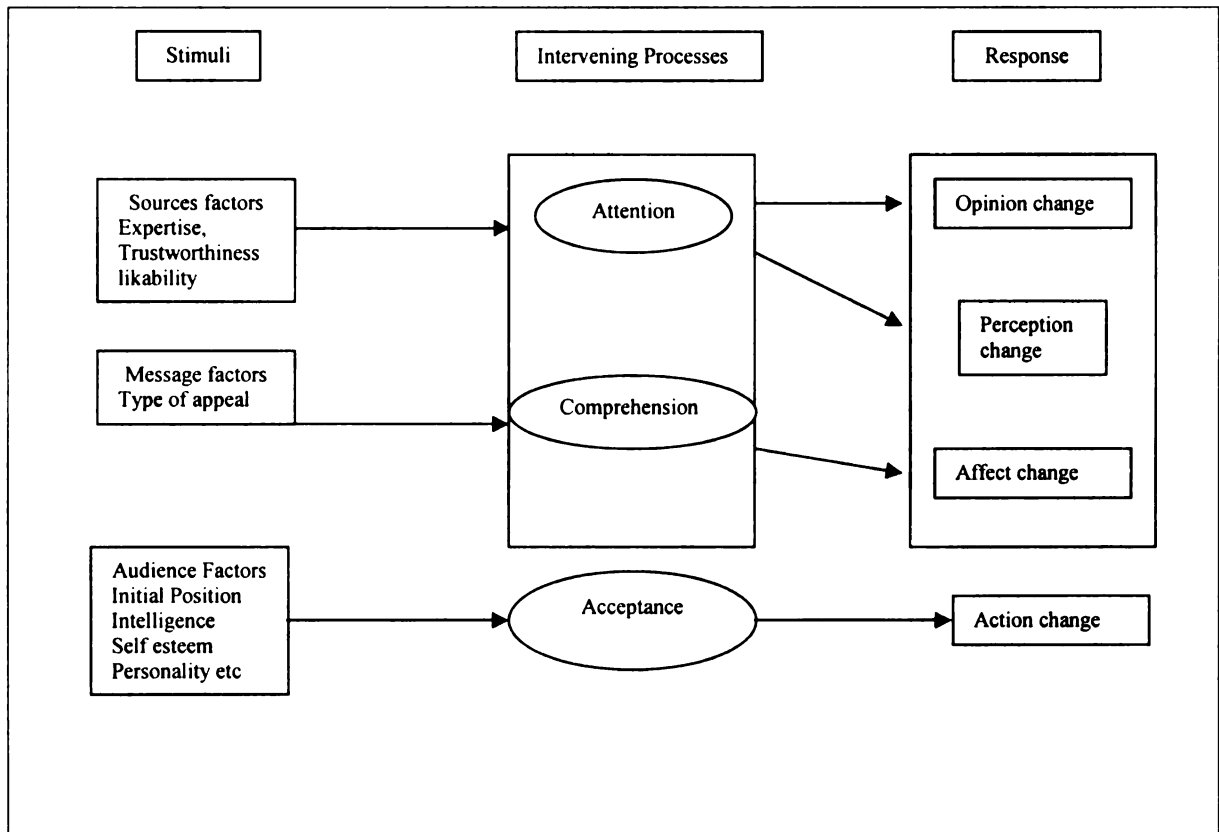 Stimuli
Intervening Processes
Response
Sources factors
Expertise,
Trustworthiness
likability
Attention
Opinion change
Perception
change
Message factors
Type of appeal
Comprehension
Affect change
Audience Factors
Initial Position
Intelligence
Self esteem
Personality etc
Acceptance
Action change